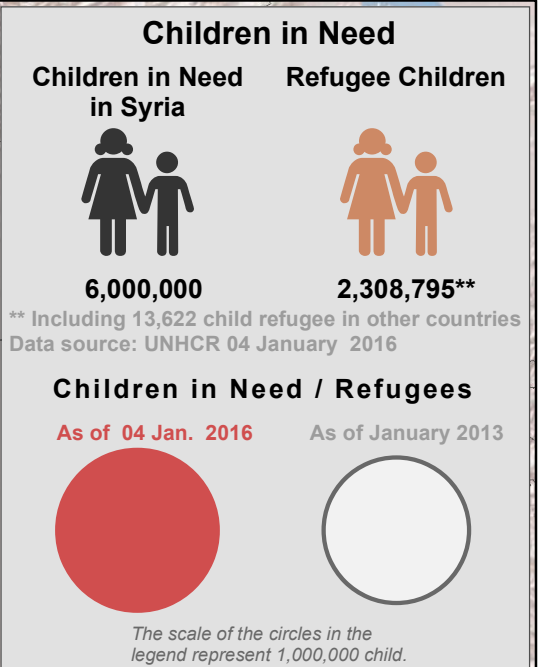 Children in Need
Children in Need
in Syria
Refugee Children
6,000,000
2,308,795**
** Including 13,622 child refugee in other countries
Data source: UNHCR 04 January 2016
Children in Need / Refugees
As of 04 Jan. 2016
As of January 2013
The scale of the circles in the
legend represent 1,000,000 child.